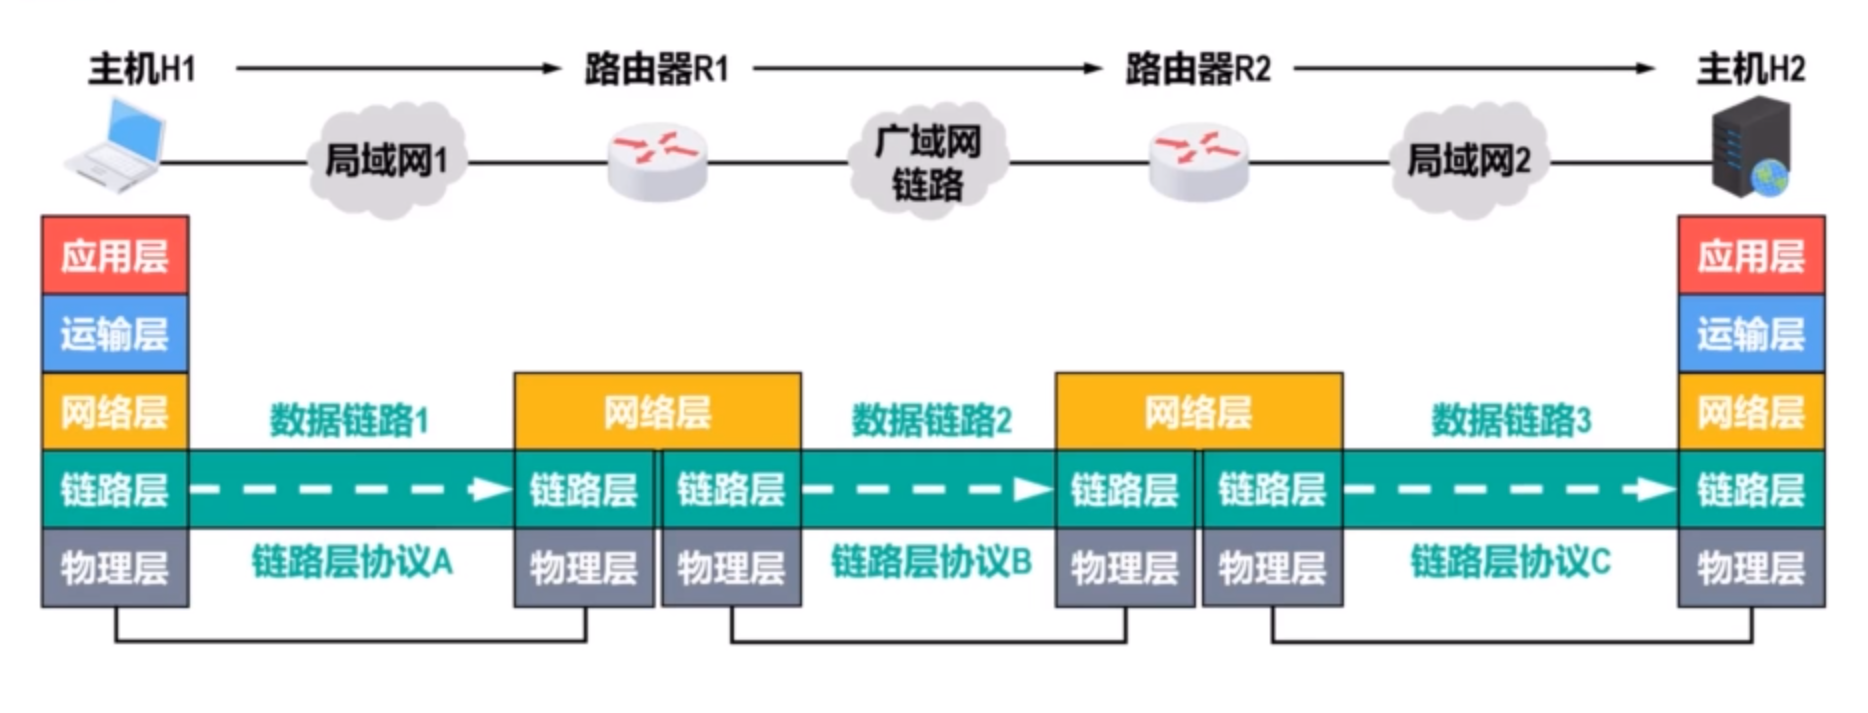 主机H1
路由器R1
路由器R2
主机H2
局域网1
广域网
链路
局域网2
应用层
应用层
运输层
运输层
网络层
数据链路1
网络层
数据链路2
网络层
数据链路3
网络层
链路层
链路层
链路层
链路层
链路层
链路层
物理层
链路层协议A
物理层
物理层
链路层协议B
物理层
物理层
链路层协议C
物理层